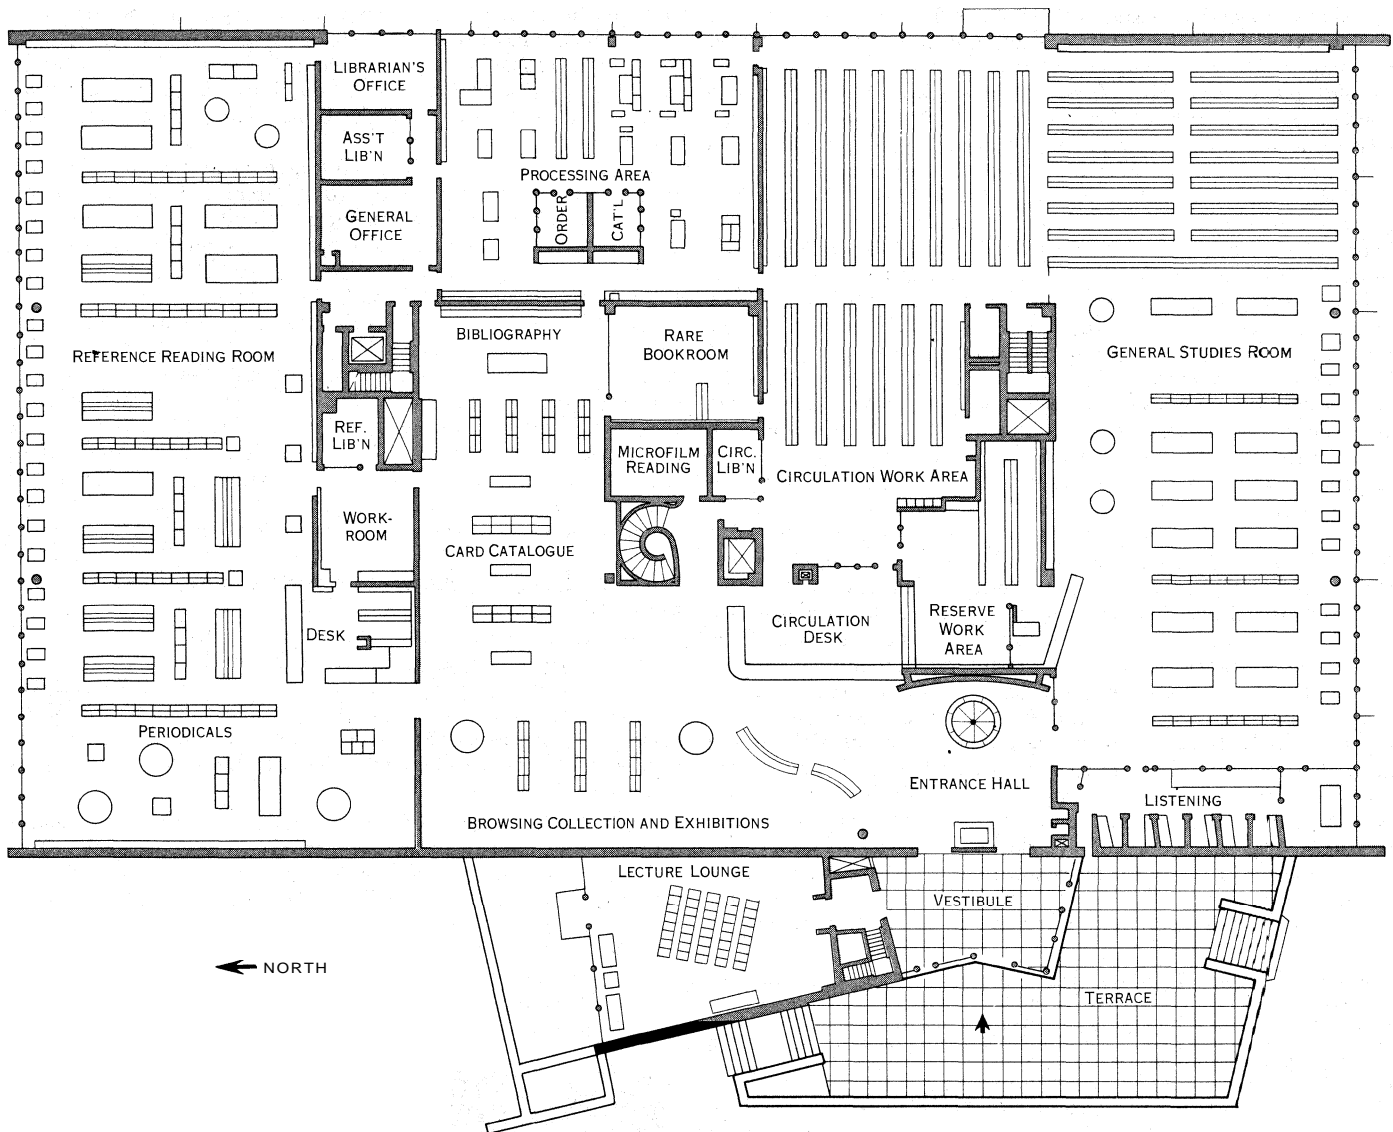 LIBRARIAN'S
OFFICE
ASS'T
LIB'N
GENERAL
OFFICE
PROCESSING AREA
ORDER
CAT'L
REFERENCE READING ROOM
BIBLIOGRAPHY
RARE
BOOKROOM
GENERAL STUDIES ROOM
REF.
LIB'N
MICROFILM
READING
CIRC.
LIB'N
CIRCULATION WORK AREA
WORK-
ROOM
CARD CATALOGUE
DESK
CIRCULATION
DESK
RESERVE
WORK
AREA
PERIODICALS
ENTRANCE HALL
LISTENING
BROWSING COLLECTION AND EXHIBITIONS
LECTURE LOUNGE
VESTIBULE
NORTH
TERRACE